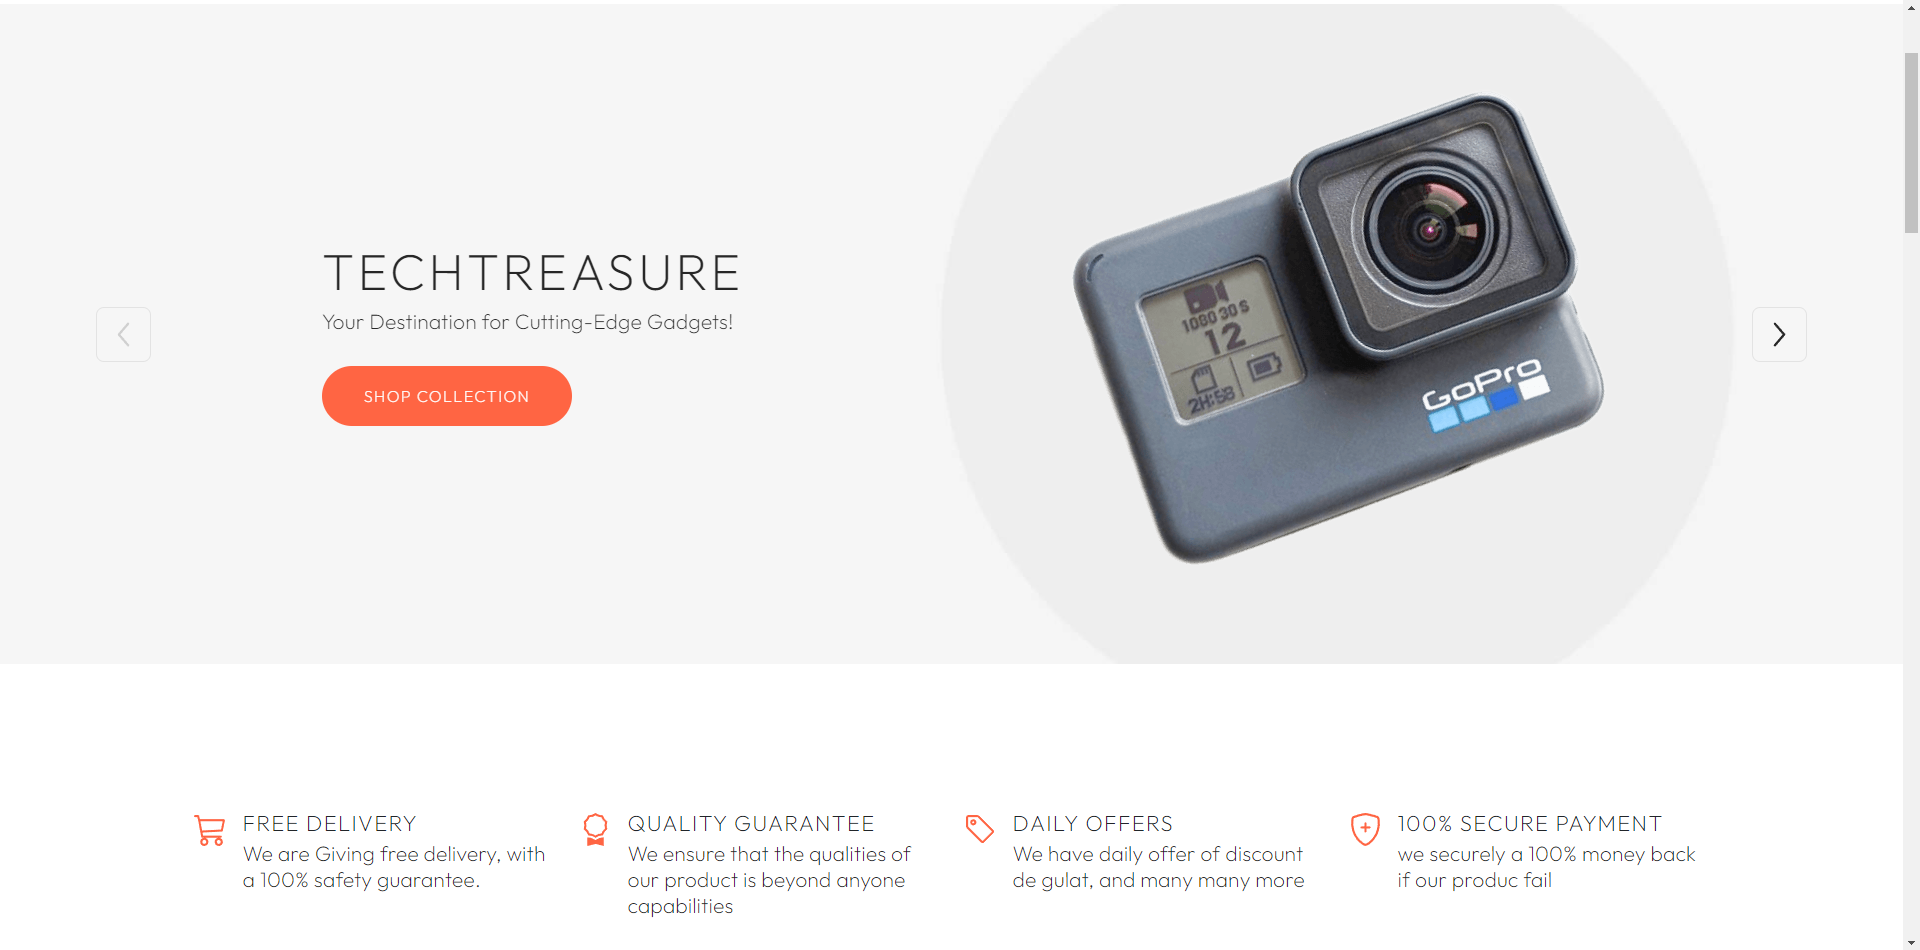 TECHTREASURE
Your Destination for Cutting-Edge Gadgets!
SHOP COLLECTION
1080 30 S
12
2H:58
GoPro
FREE DELIVERY
We are Giving free delivery, with
a 100% safety guarantee.
QUALITY GUARANTEE
We ensure that the qualities of
our product is beyond anyone
capabilities
DAILY OFFERS
We have daily offer of discount
de gulat, and many many more
100% SECURE PAYMENT
we securely a 100% money back
if our produc fail